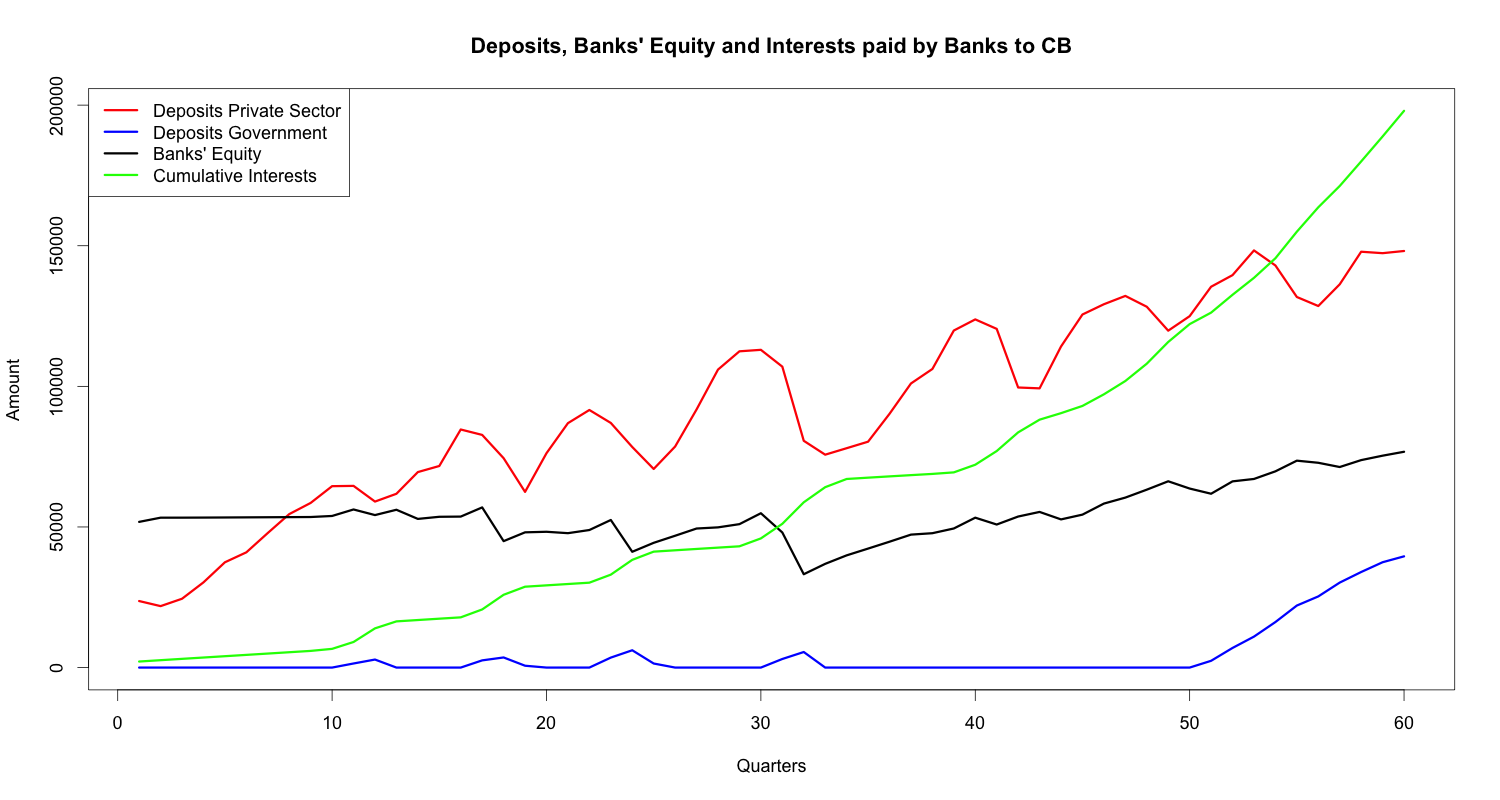 Deposits, Banks' Equity and Interests paid by Banks to CB
Deposits Private Sector
Deposits Government
Banks' Equity
Cumulative Interests
Amount
200000
150000
100000
50000
0
0 10 20 30 40 50 60
Quarters